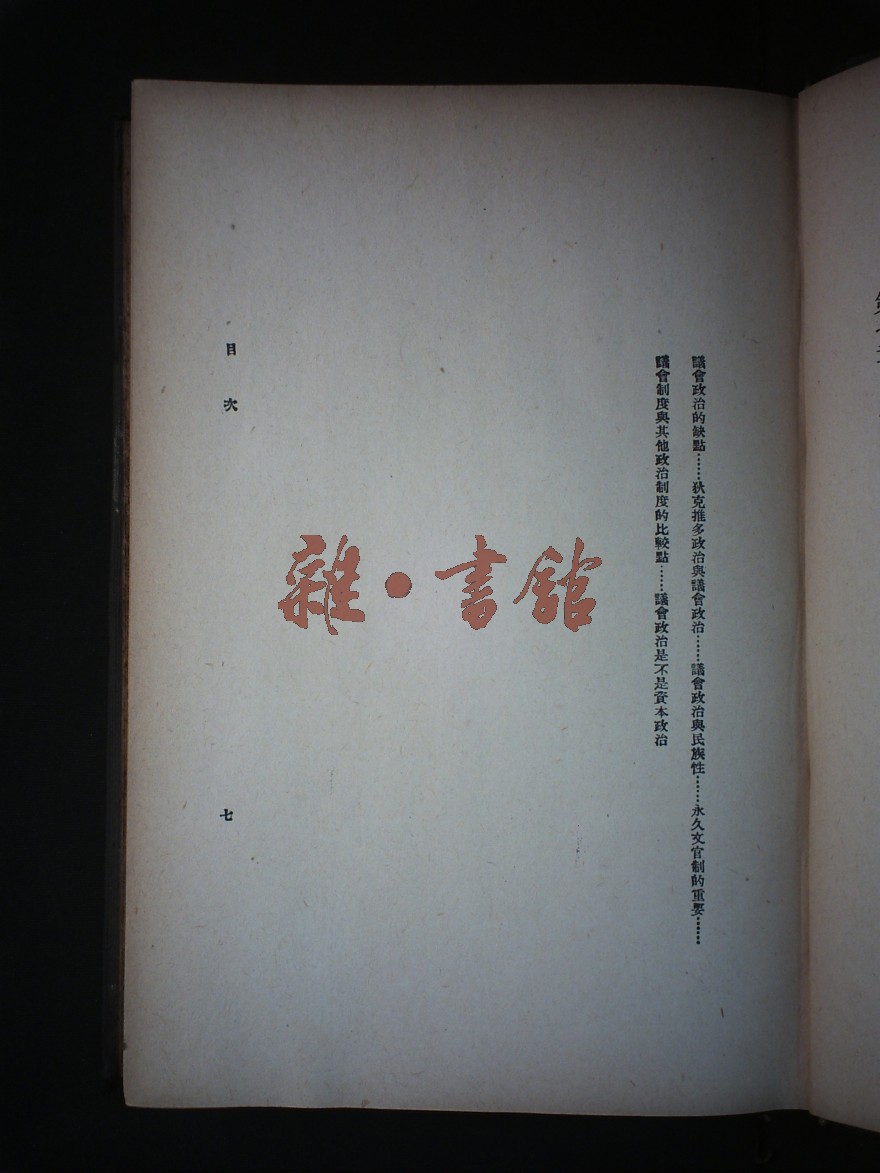 議會政治的缺點……狄克推多政治與議會政治……議會政治與民族性……永久文官制的重要……
議會制度與其他政治制度的比較點……議會政治是不是資本政治
目次
七
雜·書館